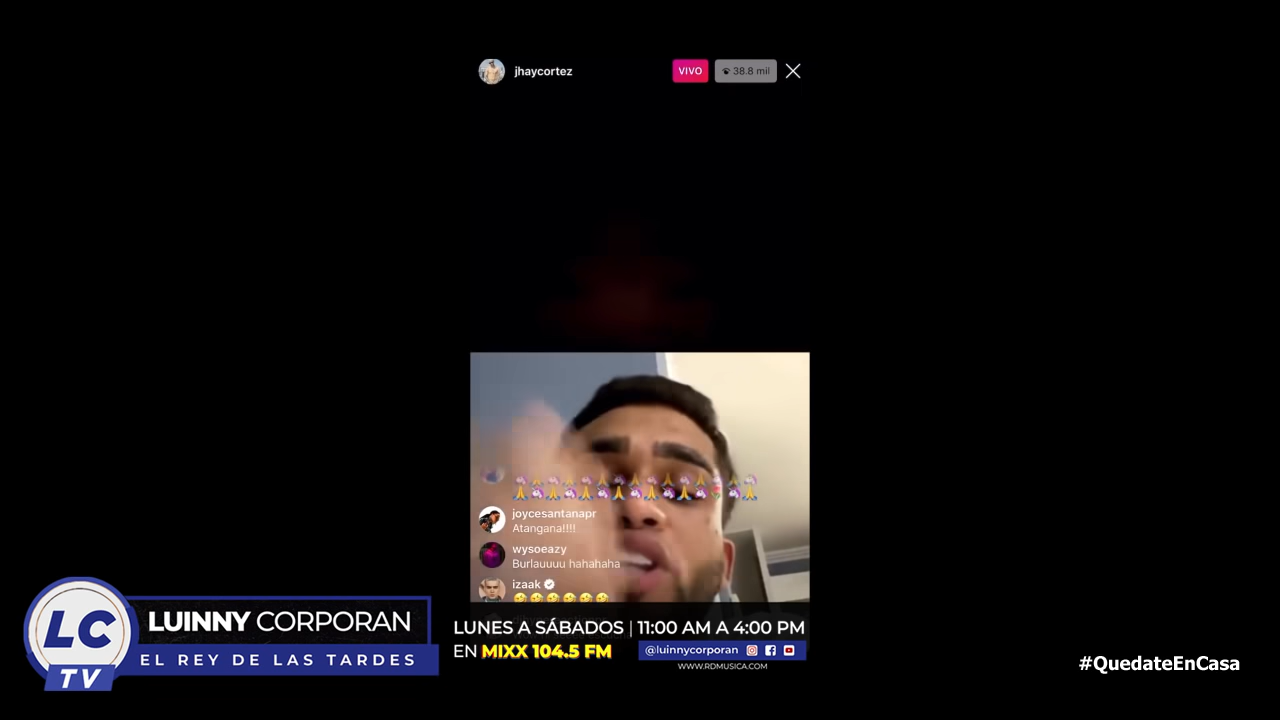 jhaycortez
VIVO
38.8 mil
joycesantanapr
Atangana!!!!
wysoeazy
Burlauuuu hahahaha
izaak
LC
TV
LUINNY CORPORAN
EL REY DE LAS TARDES
LUNES A SÁBADOS | 11:00 AM A 4:00 PM
EN MIXX 104.5 FM
@luinnycorporan
WWW.RDMUSICA.COM
#QuedateEnCasa